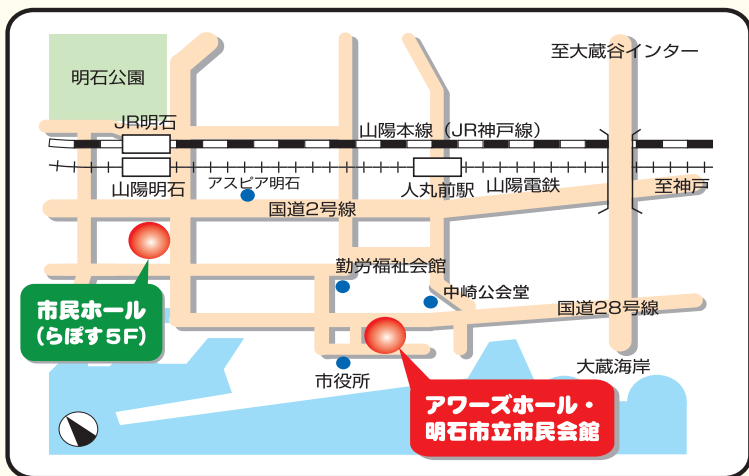 至大蔵谷インター
明石公園
JR明石
山陽本線（JR神戸線）
山陽明石
アスピア明石
人丸前駅
山陽電鉄
至神戸
国道2号線
勤労福祉会館
中崎公会堂
市民ホール
（らぽす5F）
国道28号線
大蔵海岸
市役所
アワーズホール・
明石市立市民会館